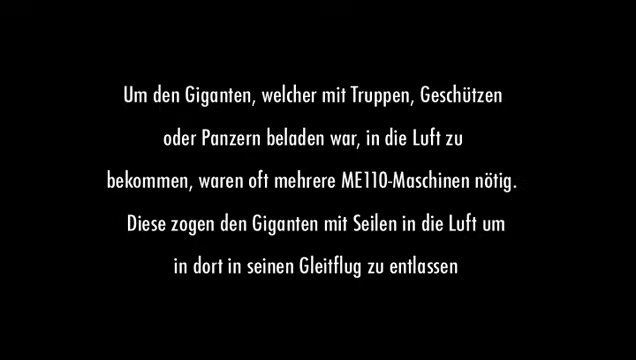 Um den Giganten, welcher mit Truppen, Geschützen
oder Panzern beladen war, in die Luft zu
bekommen, waren oft mehrere ME110-Maschinen nötig.
Diese zogen den Giganten mit Seilen in die Luft um
in dort in seinen Gleitflug zu entlassen